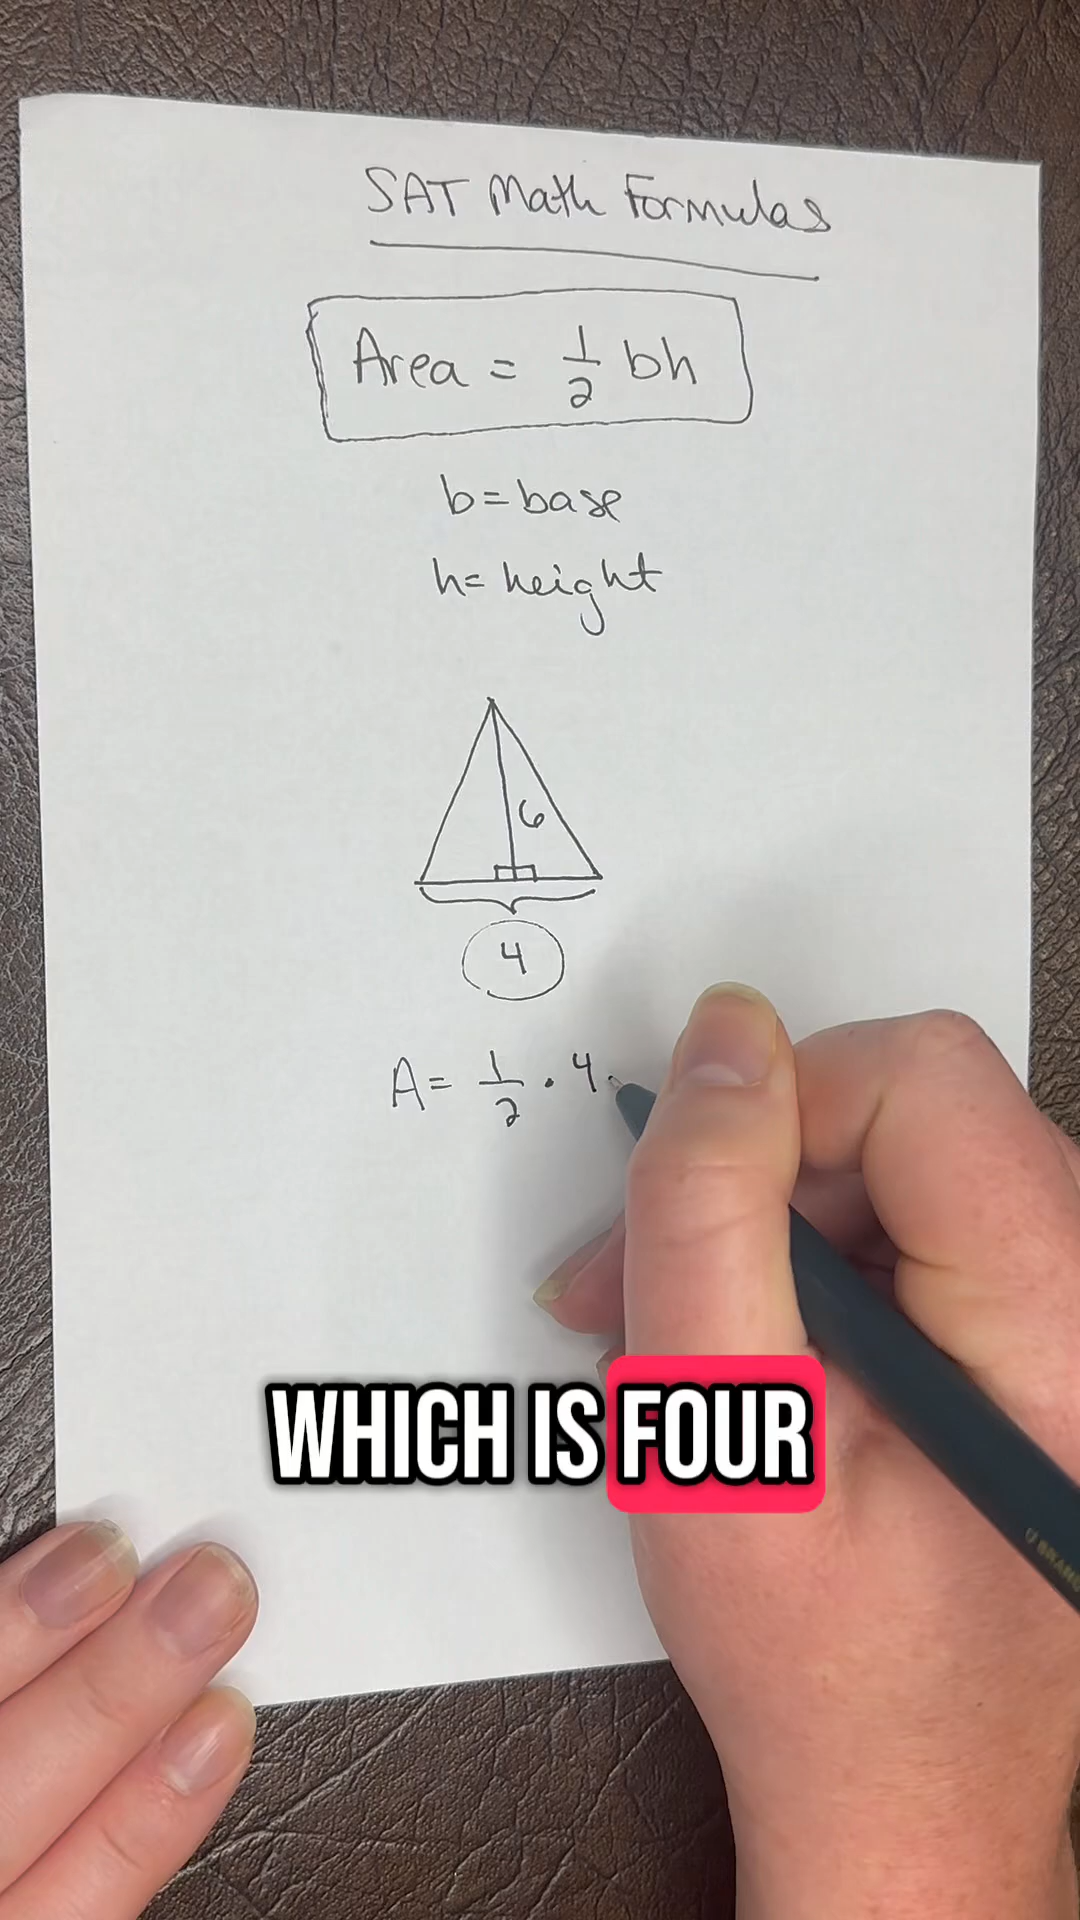 SAT Math Formulas
Area = 1/2 bh
b = base
h = height
6
4
A = 1/2 · 4 ·
WHICH IS FOUR